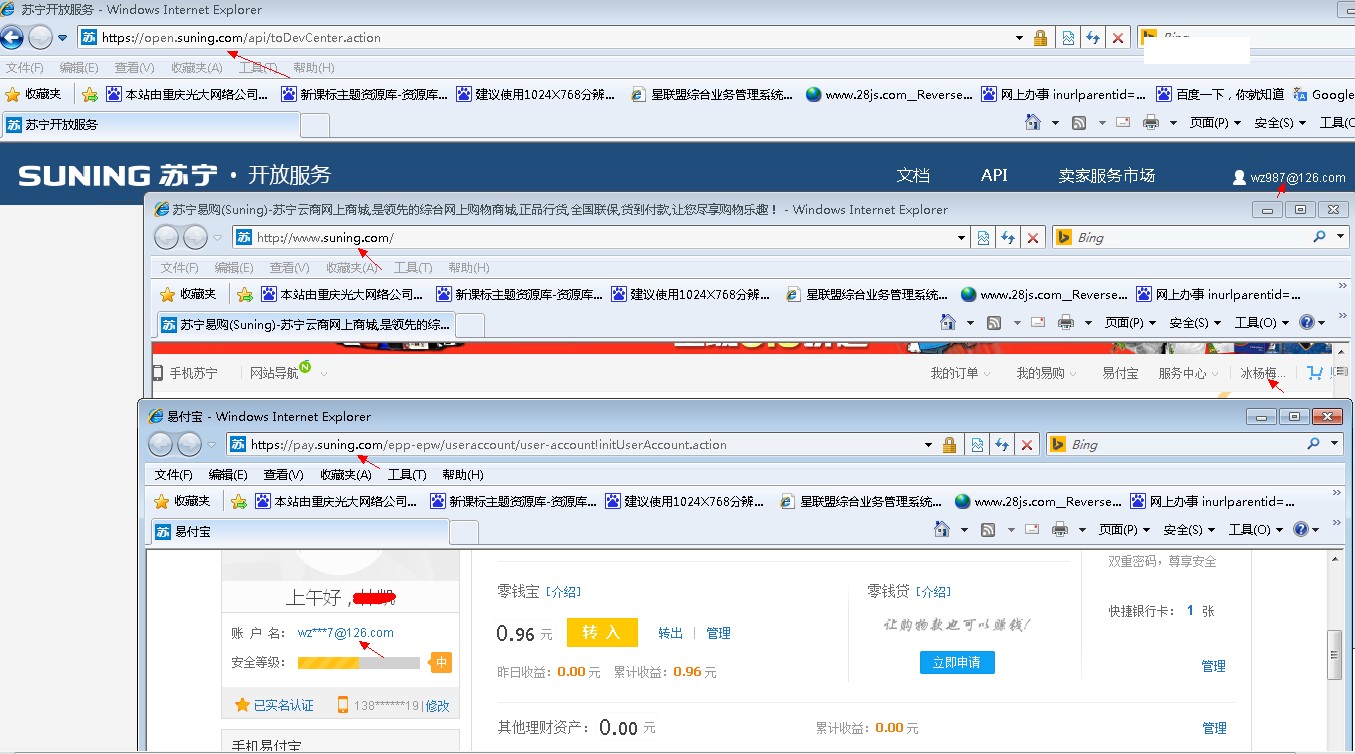 苏宁开放服务 - Windows Internet Explorer
https://open.suning.com/api/toDevCenter.action
文件(F) 编辑(E) 查看(V) 收藏夹(A) 工具(T) 帮助(H)
收藏夹 本站由重庆光大网络公司... 新课标主题资源库-资源库... 建议使用1024X768分辨... 星联盟综合业务管理系统... www.28js.com__Reverse... 网上办事 inurlparentid=... 百度一下，你就知道 Google
苏宁开放服务 页面(P) 安全(S) 工具(O
SUNING 苏宁 · 开放服务 文档 API 卖家服务市场 wz987@126.com
苏宁易购(Suning)-苏宁云商网上商城,是领先的综合网上购物商城,正品行货,全国联保,货到付款,让您尽享购物乐趣！ - Windows Internet Explorer
http://www.suning.com/ Bing
文件(F) 编辑(E) 查看(V) 收藏夹(A) 工具(T) 帮助(H)
收藏夹 本站由重庆光大网络公司... 新课标主题资源库-资源库... 建议使用1024X768分辨... 星联盟综合业务管理系统... www.28js.com__Reverse... 网上办事 inurlparentid=...
苏宁易购(Suning)-苏宁云商网上商城,是领先的综... 页面(P) 安全(S) 工具(O)
手机苏宁 网站导航 N 我的订单 我的易购 易付宝 服务中心 冰杨梅...
易付宝 - Windows Internet Explorer
https://pay.suning.com/epp-epw/useraccount/user-account!initUserAccount.action Bing
文件(F) 编辑(E) 查看(V) 收藏夹(A) 工具(T) 帮助(H)
收藏夹 本站由重庆光大网络公司... 新课标主题资源库-资源库... 建议使用1024X768分辨... 星联盟综合业务管理系统... www.28js.com__Reverse... 网上办事 inurlparentid=...
易付宝 页面(P) 安全(S) 工具(O)
双重密码，尊享安全
上午好，
零钱宝 [介绍] 零钱贷 [介绍]
快捷银行卡： 1 张
账 户 名： wz***7@126.com
0.96 元 转 入 转出 管理 让购物款也可以赚钱!
安全等级： 中
昨日收益：0.00 元 累计收益：0.96 元 立即申请 管理
已实名认证 138******19|修改
其他理财资产： 0.00 元 累计收益：0.00 元 管理
手机易付宝